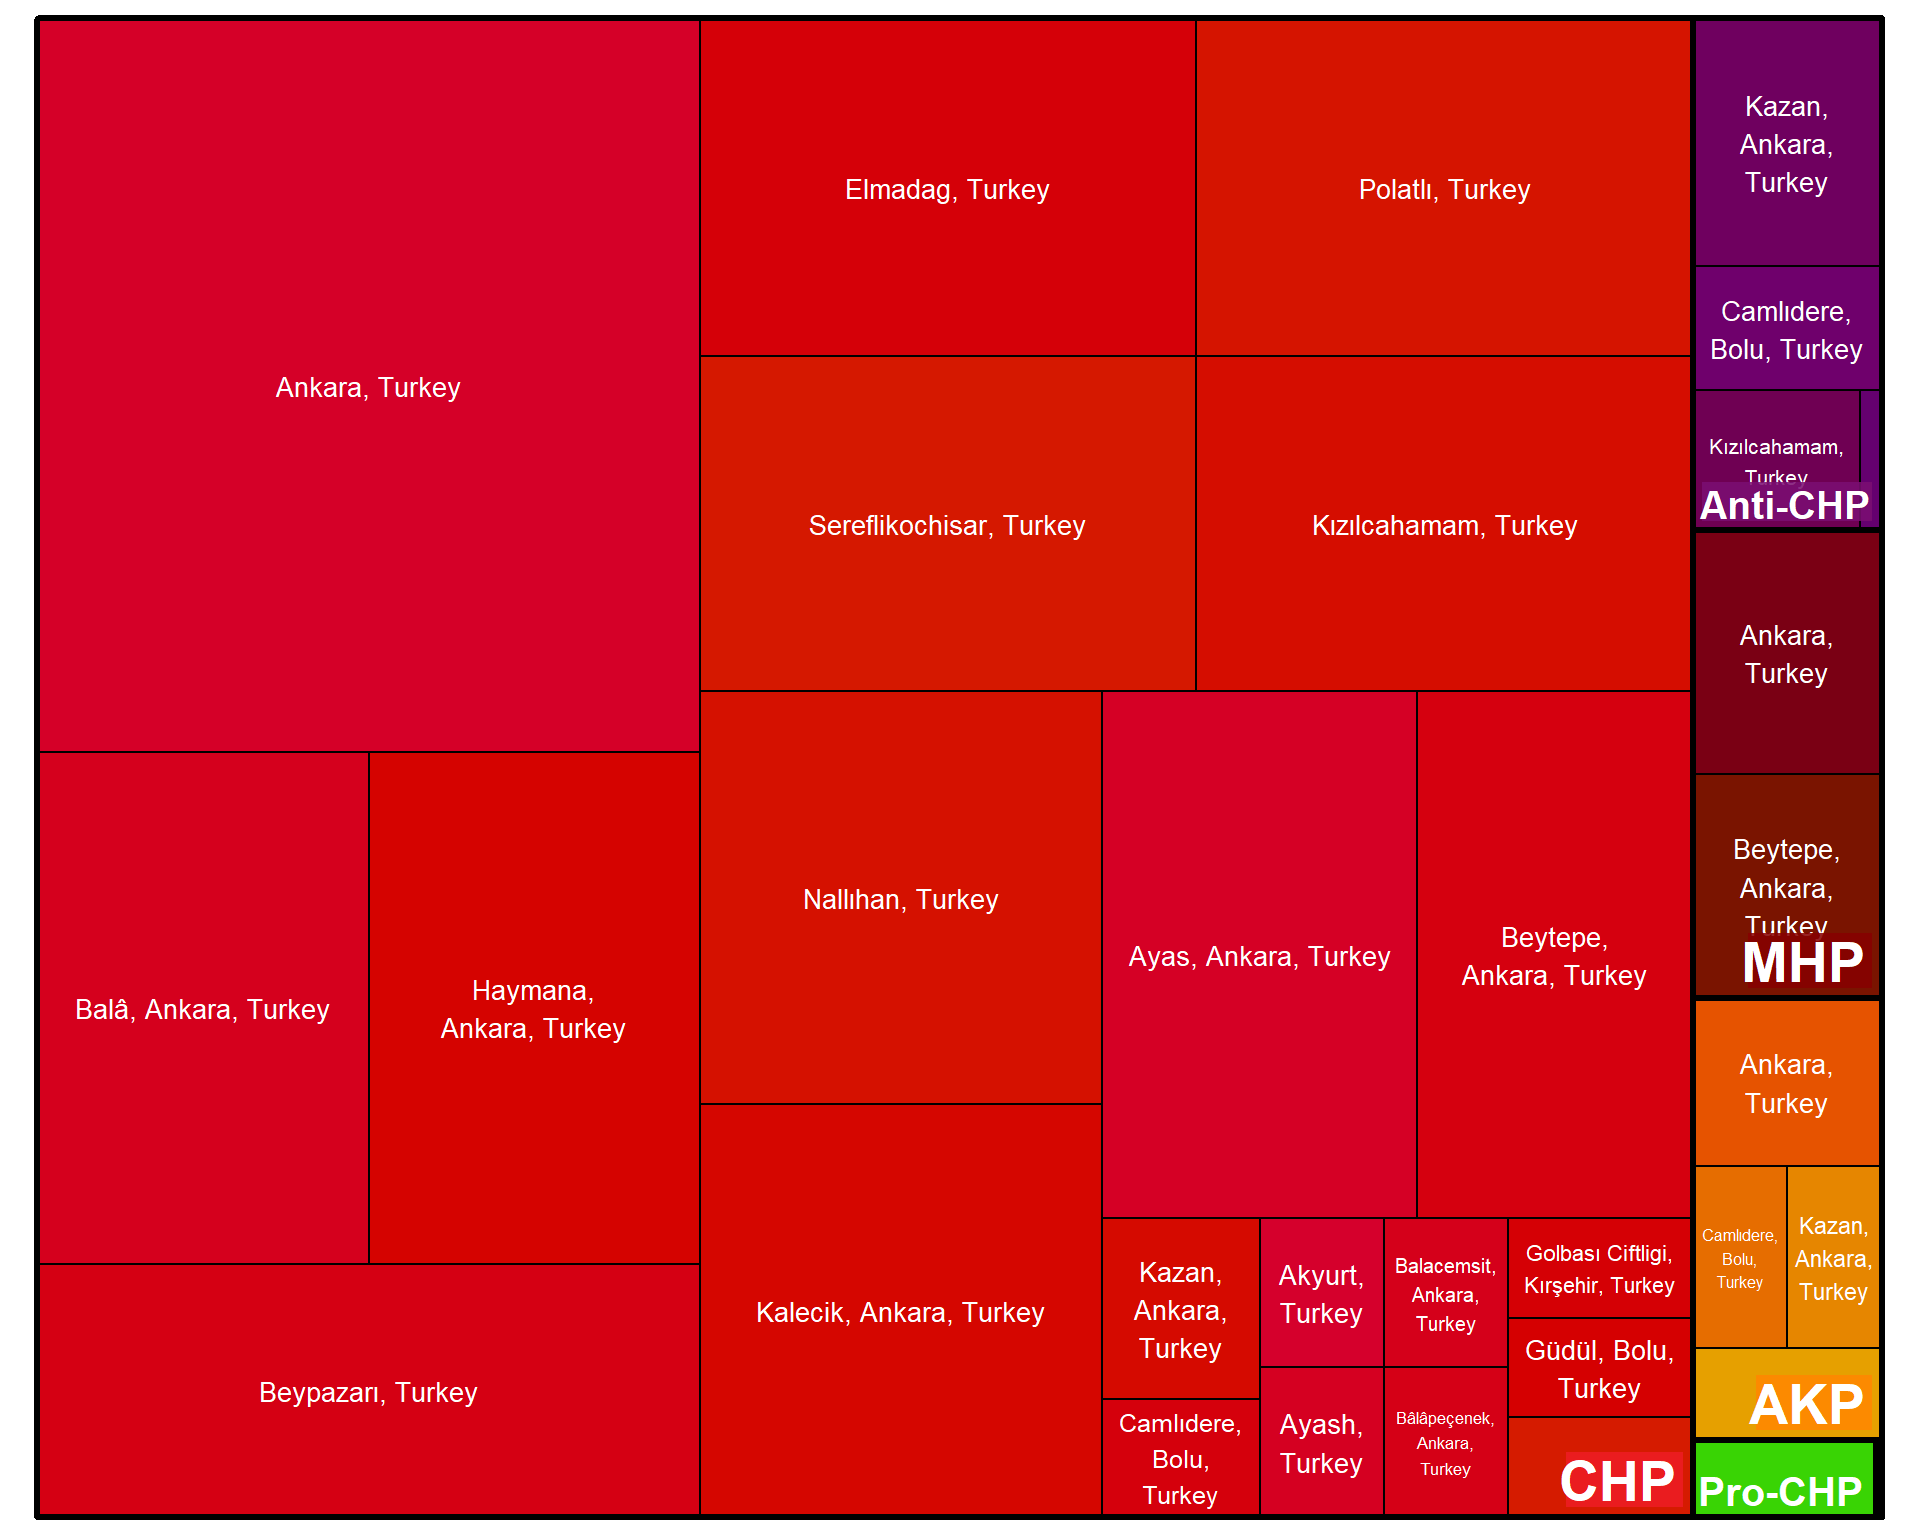 Ankara, Turkey
Elmadag, Turkey
Polatlı, Turkey
Sereflikochisar, Turkey
Kızılcahamam, Turkey
Balâ, Ankara, Turkey
Haymana,
Ankara, Turkey
Beypazarı, Turkey
Nallıhan, Turkey
Kalecik, Ankara, Turkey
Ayas, Ankara, Turkey
Beytepe,
Ankara, Turkey
Kazan,
Ankara,
Turkey
Camlıdere,
Bolu,
Turkey
Akyurt,
Turkey
Ayash,
Turkey
Balacemsit,
Ankara,
Turkey
Bâlâpeçenek,
Ankara,
Turkey
Golbası Ciftligi,
Kırşehir, Turkey
Güdül, Bolu,
Turkey
CHP
Kazan,
Ankara,
Turkey
Camlıdere,
Bolu, Turkey
Kızılcahamam,
Turkey
Anti-CHP
Ankara,
Turkey
Beytepe,
Ankara,
Turkey
MHP
Ankara,
Turkey
Camlıdere,
Bolu,
Turkey
Kazan,
Ankara,
Turkey
AKP
Pro-CHP